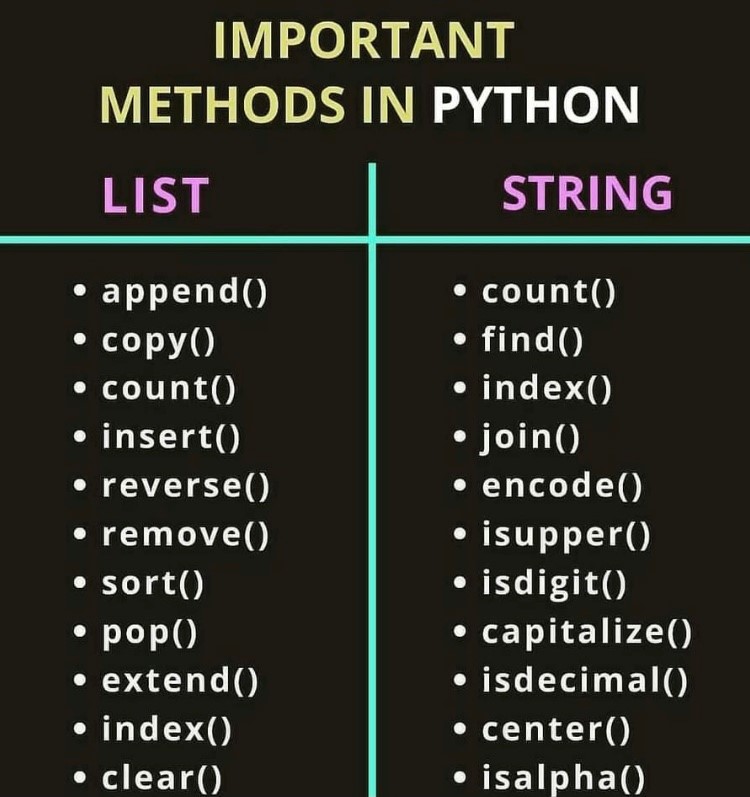 IMPORTANT
METHODS IN PYTHON
LIST
STRING
• append()
• copy()
• count()
• insert()
• reverse()
• remove()
• sort()
• pop()
• extend()
• index()
• clear()
• count()
• find()
• index()
• join()
• encode()
• isupper()
• isdigit()
• capitalize()
• isdecimal()
• center()
• isalpha()